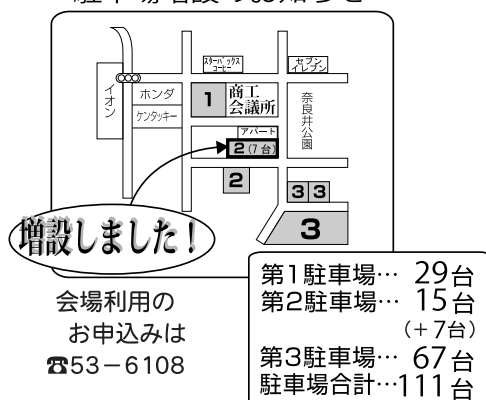 駐車場増設のお知らせ
スターバックス
コーヒー
セブン
イレブン
イオン
ホンダ
ケンタッキー
1
商工
会議所
奈良井公園
アパート
2(7台)
2
3 3
3
増設しました!
会場利用の
お申込みは
☎53-6108
第1駐車場… 29台
第2駐車場… 15台
(+7台)
第3駐車場… 67台
駐車場合計…111台